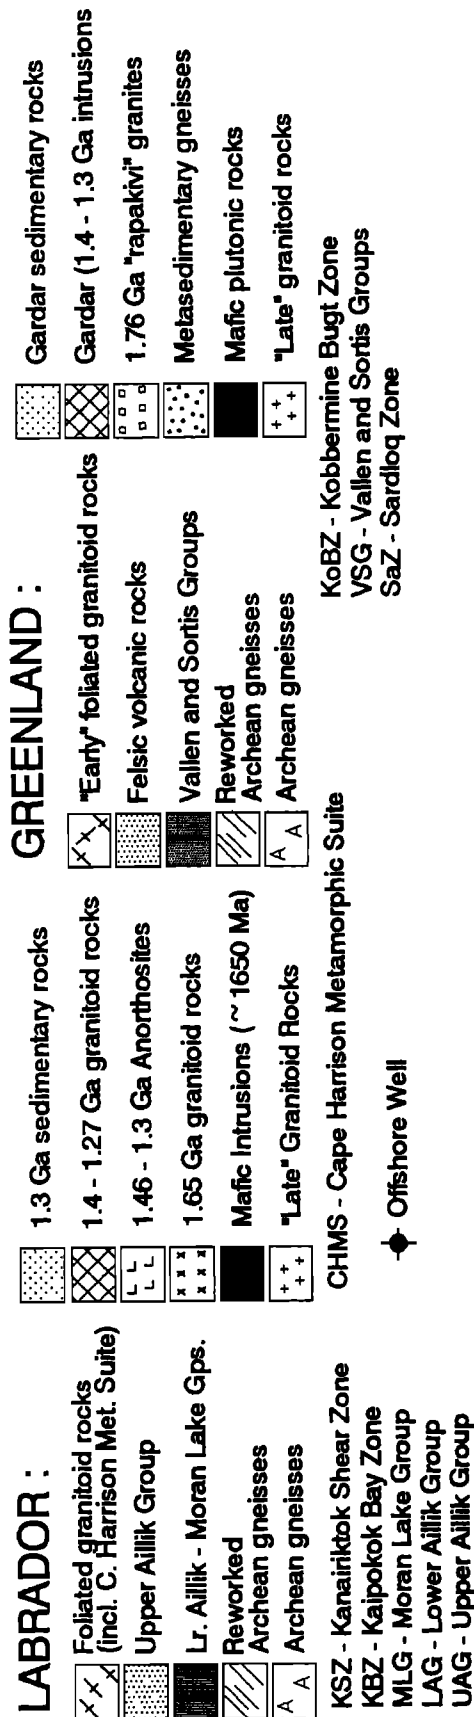 LABRADOR :
Foliated granitoid rocks
(incl. C. Harrison Met. Suite)
Upper Aillik Group
Lr. Aillik - Moran Lake Gps.
Reworked
Archean gneisses
A A
Archean gneisses
KSZ - Kanairiktok Shear Zone
KBZ - Kaipokok Bay Zone
MLG - Moran Lake Group
LAG - Lower Aillik Group
UAG - Upper Aillik Group
1.3 Ga sedimentary rocks
1.4 - 1.27 Ga granitoid rocks
1.46 - 1.3 Ga Anorthosites
1.65 Ga granitoid rocks
Mafic Intrusions (~1650 Ma)
"Late" Granitoid Rocks
CHMS - Cape Harrison Metamorphic Suite
Offshore Well
GREENLAND :
"Early" foliated granitoid rocks
Felsic volcanic rocks
Vallen and Sortis Groups
Reworked
Archean gneisses
A A
Archean gneisses
Gardar sedimentary rocks
Gardar (1.4 - 1.3 Ga intrusions
1.76 Ga "rapakivi" granites
Metasedimentary gneisses
Mafic plutonic rocks
"Late" granitoid rocks
KoBZ - Kobbermine Bugt Zone
VSG - Vallen and Sortis Groups
SaZ - Sardloq Zone